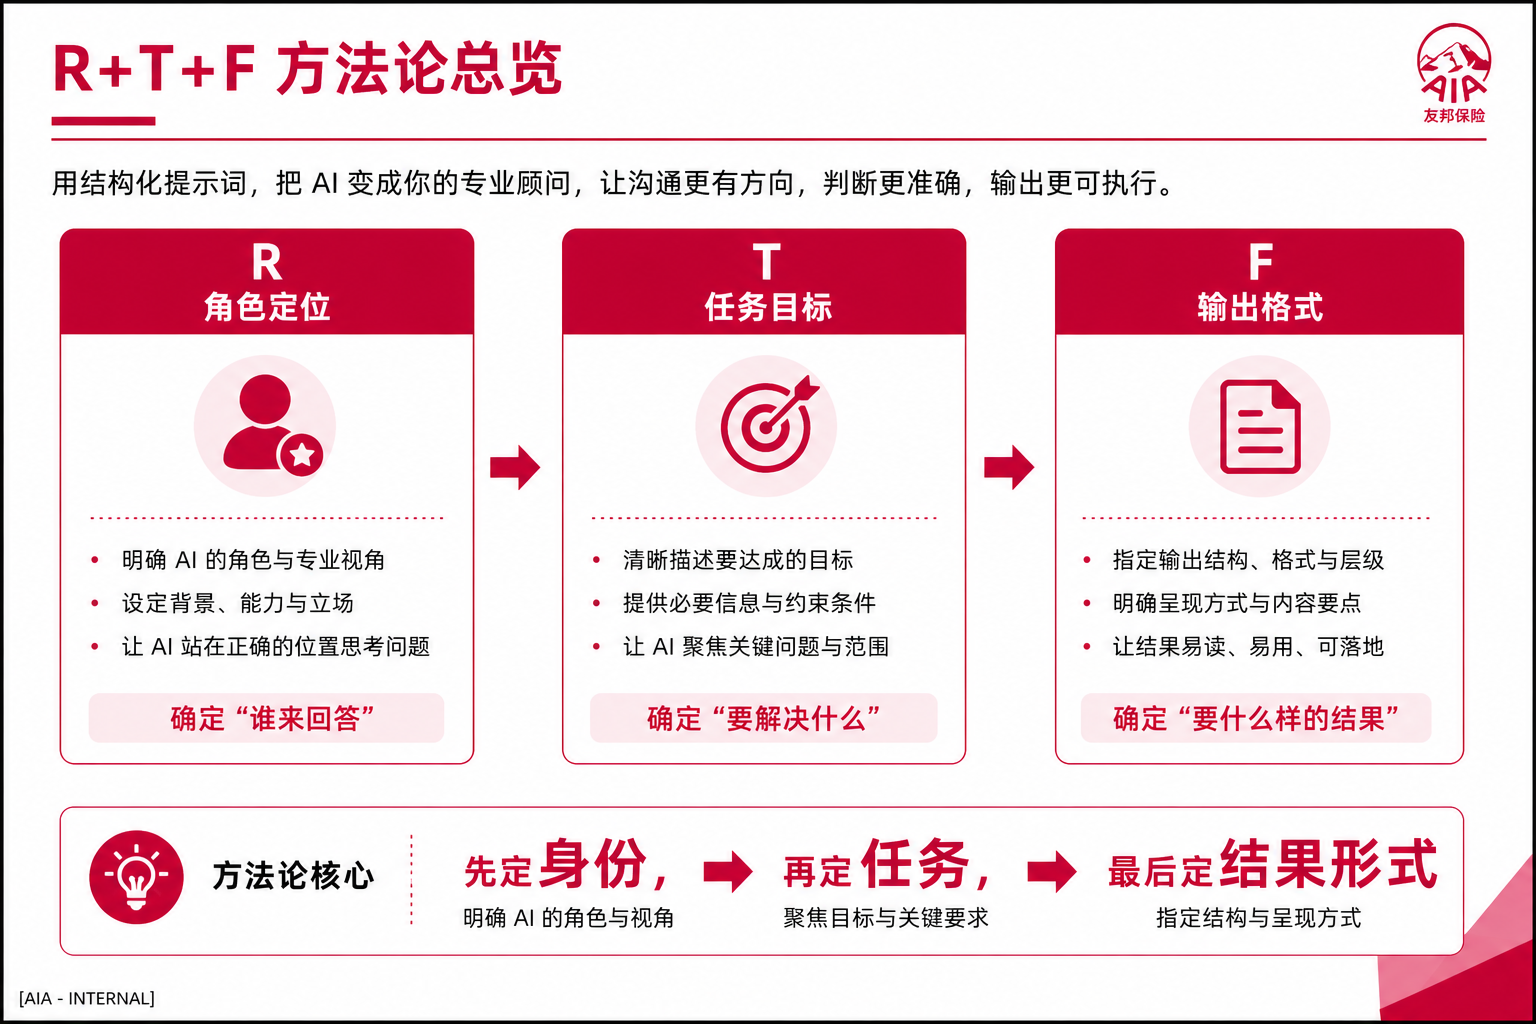 R+T+F 方法论总览
AIA
友邦保险
用结构化提示词，把 AI 变成你的专业顾问，让沟通更有方向，判断更准确，输出更可执行。
R
角色定位
• 明确 AI 的角色与专业视角
• 设定背景、能力与立场
• 让 AI 站在正确的位置思考问题
确定 “谁来回答”
T
任务目标
• 清晰描述要达成的目标
• 提供必要信息与约束条件
• 让 AI 聚焦关键问题与范围
确定 “要解决什么”
F
输出格式
• 指定输出结构、格式与层级
• 明确呈现方式与内容要点
• 让结果易读、易用、可落地
确定 “要什么样的结果”
方法论核心
先定身份，
明确 AI 的角色与视角
再定任务，
聚焦目标与关键要求
最后定结果形式
指定结构与呈现方式
[AIA - INTERNAL]